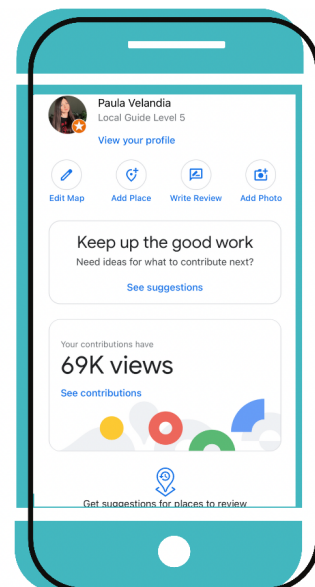 Paula Velandia
Local Guide Level 5
View your profile
Edit Map Add Place Write Review Add Photo
Keep up the good work
Need ideas for what to contribute next?
See suggestions
Your contributions have
69K views
See contributions
Get suggestions for places to review